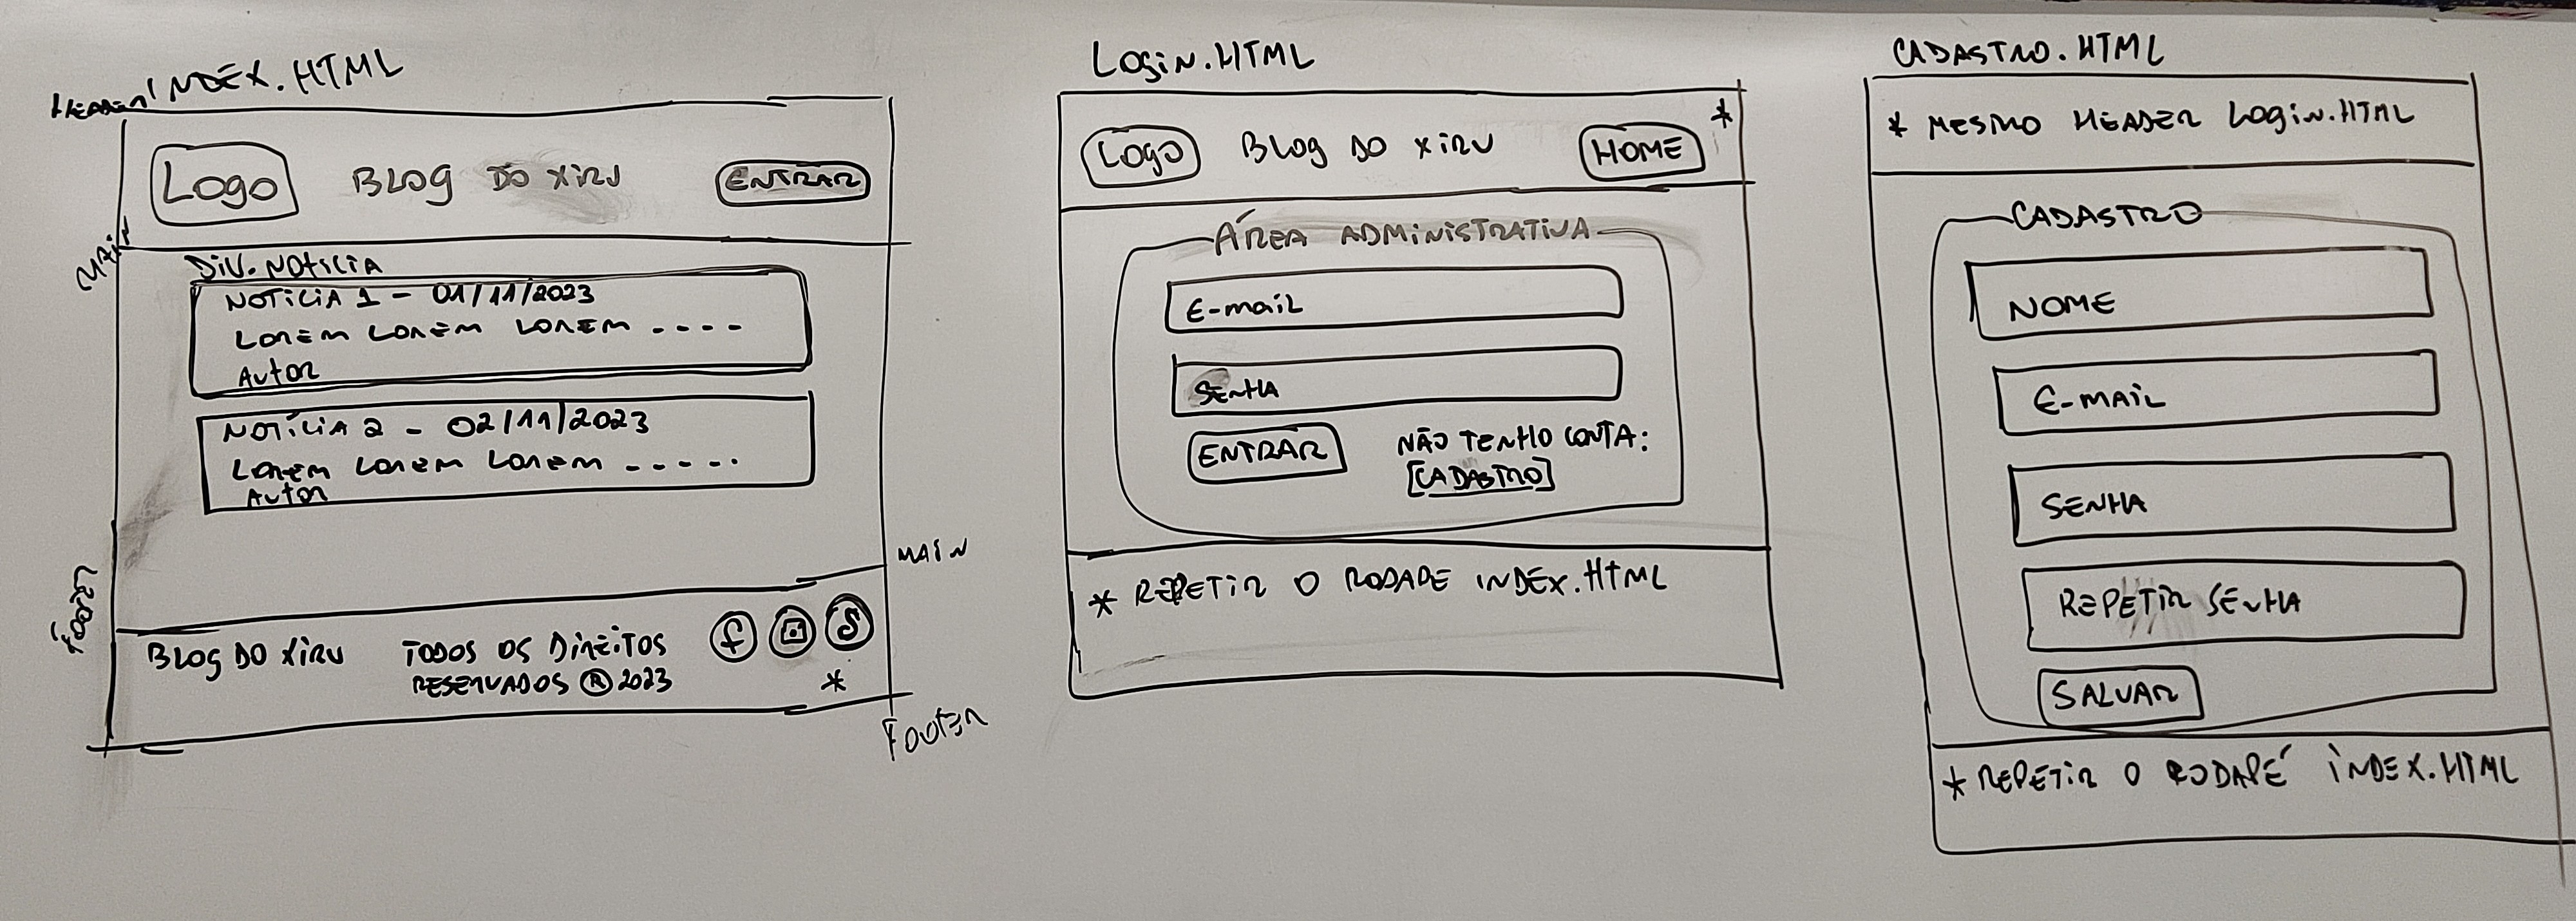 INDEX.HTML
HEADER
LOGO BLOG DO XIRU ENTRAR
MAIN
DIV.NOTICIA
NOTICIA 1 - 01/11/2023
LOREM LOREM LOREM ----
AUTOR
NOTÍCIA 2 - 02/11/2023
LOREM LOREM LOREM -----
AUTOR
MAIN
FOOTER
BLOG DO XIRU TODOS OS DIREITOS
RESERVADOS ® 2023
f
*
FOOTER
LOGIN.HTML
*
LOGO BLOG DO XIRU HOME
ÁREA ADMINISTRATIVA
E-MAIL
SENHA
ENTRAR NÃO TENHO CONTA:
[CADASTRO]
* REPETIR O RODAPE INDEX.HTML
CADASTRO.HTML
* MESMO HEADER LOGIN.HTML
CADASTRO
NOME
E-MAIL
SENHA
REPETIR SENHA
SALVAR
* REPETIR O RODAPÉ INDEX.HTML